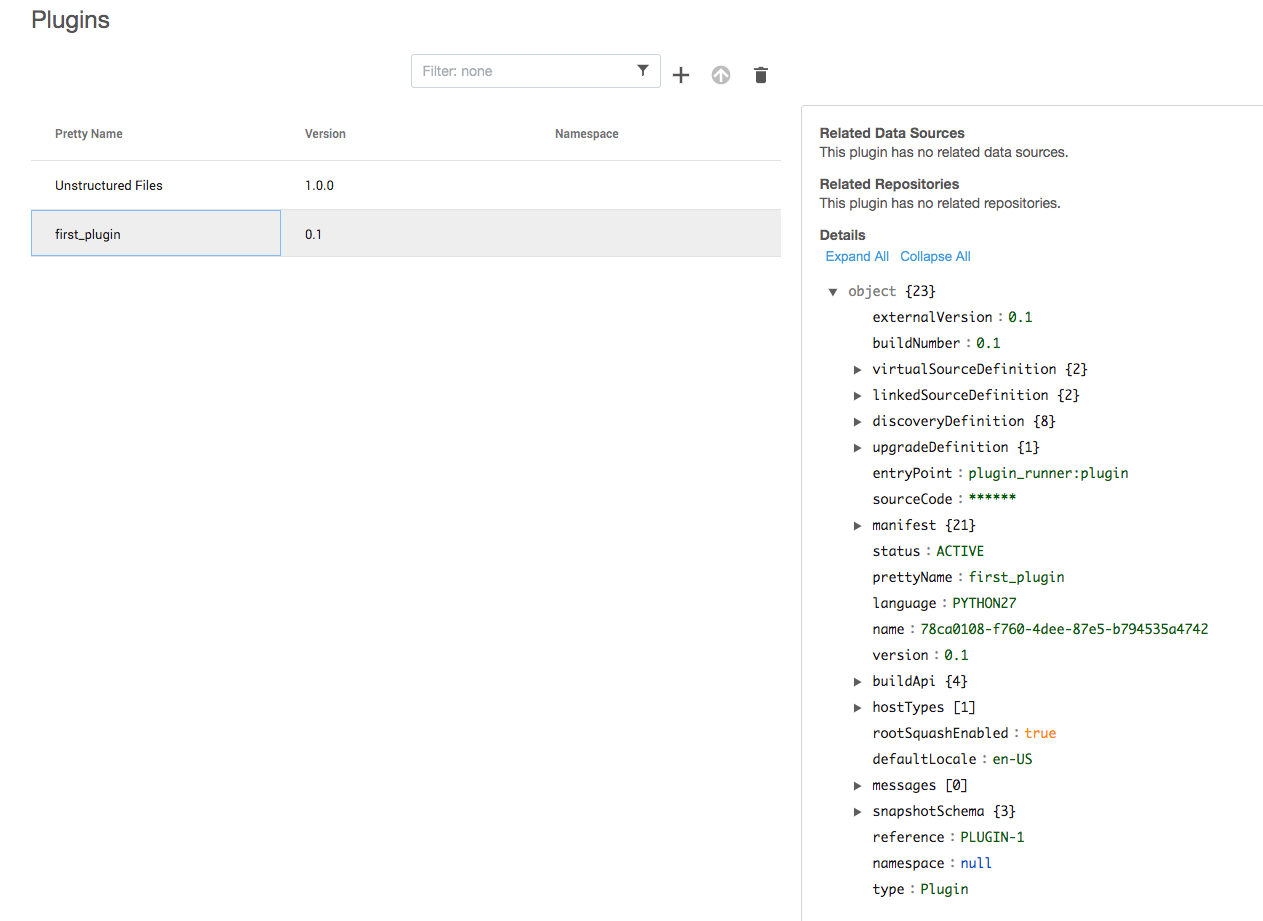 Plugins
Filter: none
Pretty Name Version Namespace
Unstructured Files 1.0.0
first_plugin 0.1
Related Data Sources
This plugin has no related data sources.
Related Repositories
This plugin has no related repositories.
Details
Expand All Collapse All
object {23}
externalVersion : 0.1
buildNumber : 0.1
virtualSourceDefinition {2}
linkedSourceDefinition {2}
discoveryDefinition {8}
upgradeDefinition {1}
entryPoint : plugin_runner:plugin
sourceCode : ******
manifest {21}
status : ACTIVE
prettyName : first_plugin
language : PYTHON27
name : 78ca0108-f760-4dee-87e5-b794535a4742
version : 0.1
buildApi {4}
hostTypes [1]
rootSquashEnabled : true
defaultLocale : en-US
messages [0]
snapshotSchema {3}
reference : PLUGIN-1
namespace : null
type : Plugin